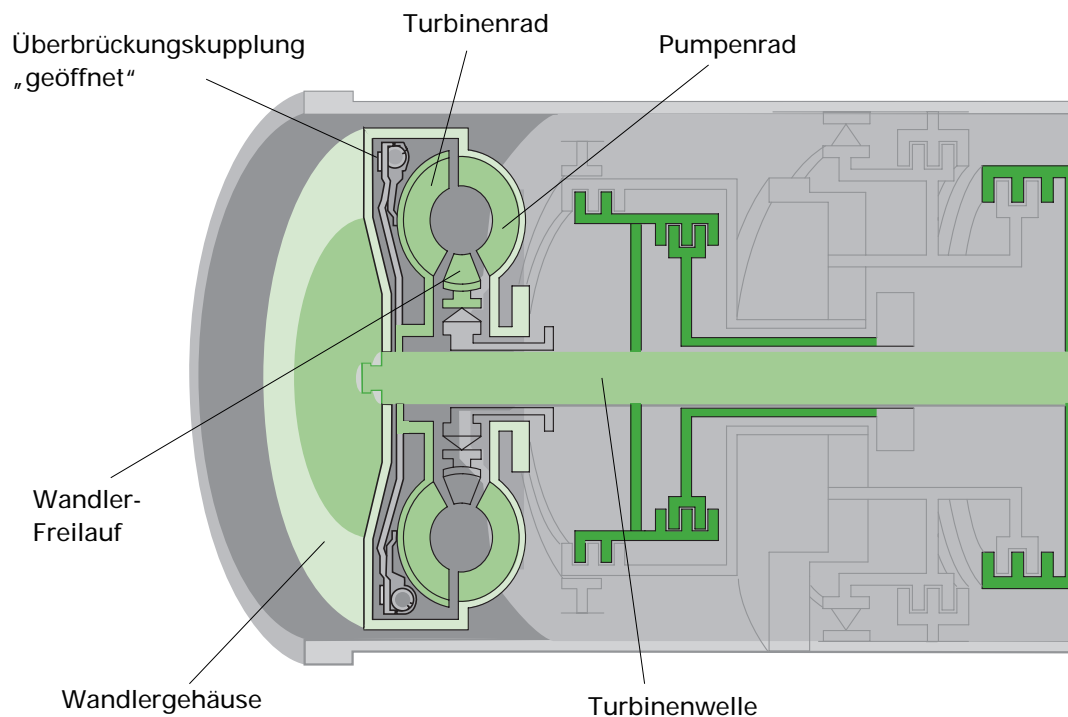 Turbinenrad
Überbrückungskupplung
„geöffnet“
Pumpenrad
Wandler-
Freilauf
Wandlergehäuse
Turbinenwelle